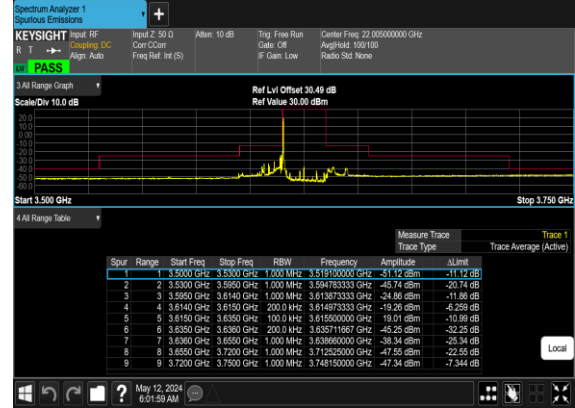 Spectrum Analyzer 1
Spurious Emissions
+
KEYSIGHT
R T
LNI PASS
Input: RF
Coupling: DC
Align: Auto
Input Z: 50 Ω
Corr CCorr
Freq Ref: Int (S)
Atten: 10 dB
Trig: Free Run
Gate: Off
IF Gain: Low
Center Freq: 22.005000000 GHz
Avg|Hold: 100/100
Radio Std: None
3 All Range Graph
Scale/Div 10.0 dB
Ref Lvl Offset 30.49 dB
Ref Value 30.00 dBm
20.0
10.0
0.00
-10.0
-20.0
-30.0
-40.0
-50.0
-60.0
Start 3.500 GHz
Stop 3.750 GHz
4 All Range Table
Measure Trace Trace 1
Trace Type Trace Average (Active)
Spur Range Start Freq Stop Freq RBW Frequency Amplitude ΔLimit
1 1 3.5000 GHz 3.5300 GHz 1.000 MHz 3.519100000 GHz -51.12 dBm -11.12 dB
2 2 3.5300 GHz 3.5950 GHz 1.000 MHz 3.594783333 GHz -45.74 dBm -20.74 dB
3 3 3.5950 GHz 3.6140 GHz 1.000 MHz 3.613873333 GHz -24.86 dBm -11.86 dB
4 4 3.6140 GHz 3.6150 GHz 200.0 kHz 3.614973333 GHz -19.26 dBm -6.259 dB
5 5 3.6150 GHz 3.6350 GHz 100.0 kHz 3.615500000 GHz 19.01 dBm -10.99 dB
6 6 3.6350 GHz 3.6360 GHz 200.0 kHz 3.635711667 GHz -45.25 dBm -32.25 dB
7 7 3.6360 GHz 3.6550 GHz 1.000 MHz 3.638660000 GHz -38.34 dBm -25.34 dB
8 8 3.6550 GHz 3.7200 GHz 1.000 MHz 3.712525000 GHz -47.55 dBm -22.55 dB
9 9 3.7200 GHz 3.7500 GHz 1.000 MHz 3.748150000 GHz -47.34 dBm -7.344 dB
Local
?
May 12, 2024
6:01:59 AM